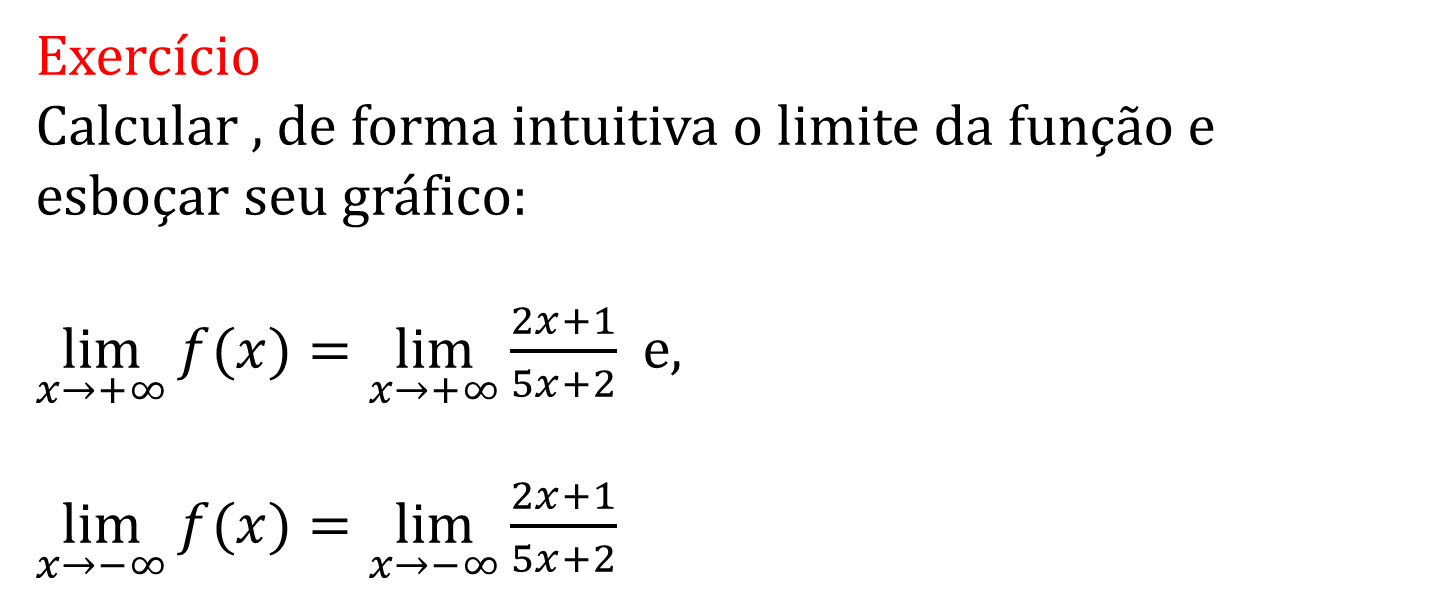 Exercício
Calcular , de forma intuitiva o limite da função e
esboçar seu gráfico:
lim x→+∞ f(x) = lim x→+∞ 2x+1/5x+2 e,
lim x→−∞ f(x) = lim x→−∞ 2x+1/5x+2